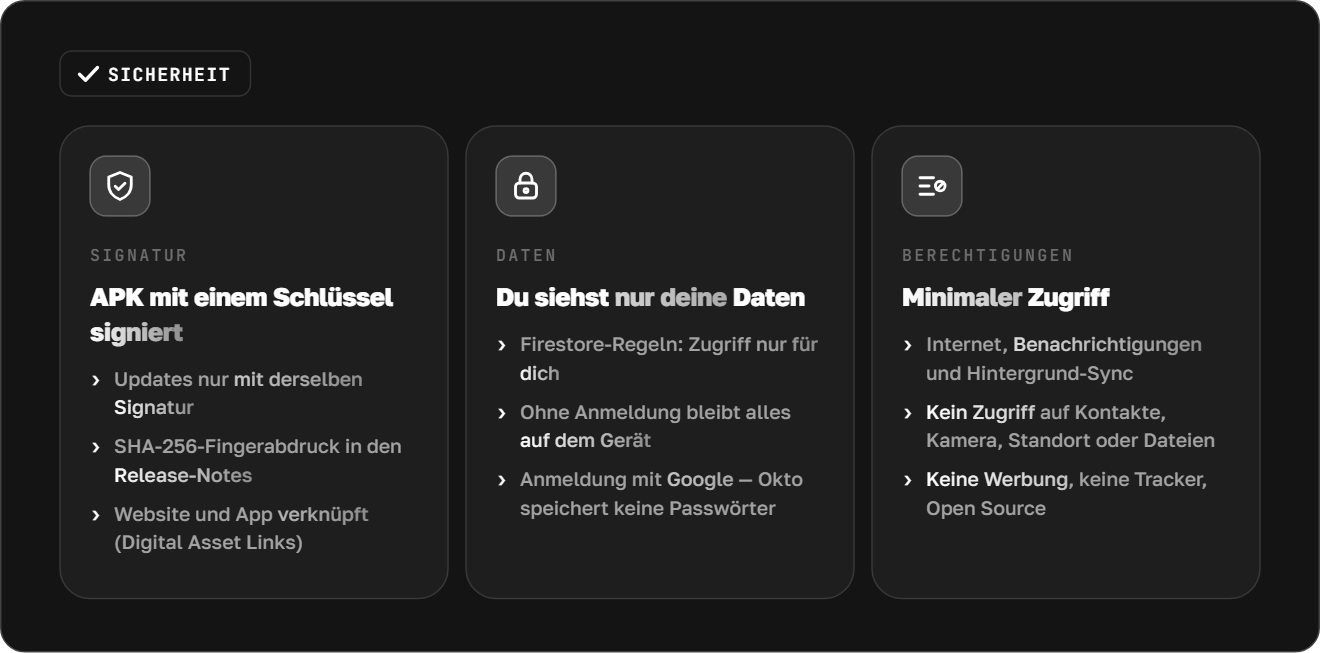 SICHERHEIT
SIGNATUR
APK mit einem Schlüssel
signiert
› Updates nur mit derselben
Signatur
› SHA-256-Fingerabdruck in den
Release-Notes
› Website und App verknüpft
(Digital Asset Links)
DATEN
Du siehst nur deine Daten
› Firestore-Regeln: Zugriff nur für
dich
› Ohne Anmeldung bleibt alles
auf dem Gerät
› Anmeldung mit Google — Okto
speichert keine Passwörter
BERECHTIGUNGEN
Minimaler Zugriff
› Internet, Benachrichtigungen
und Hintergrund-Sync
› Kein Zugriff auf Kontakte,
Kamera, Standort oder Dateien
› Keine Werbung, keine Tracker,
Open Source